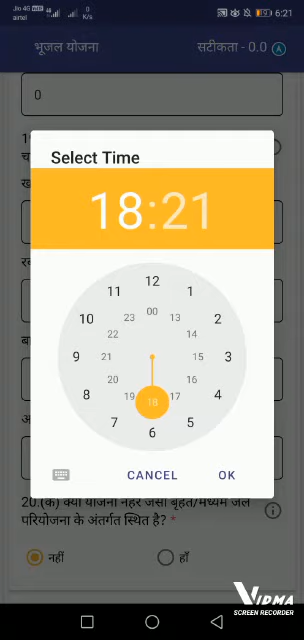 Jio 4G VoWiFi
airtel
0
K/s
6:21
भूजल योजना
सटीकता - 0.0
A
0
Select Time
18:21
12
11
00
1
23
13
10
22
14
2
9
21
15
3
20
16
8
4
19
18
17
7
5
6
CANCEL
OK
20.(क) क्या योजना नहर जैसी बृहत/मध्यम जल
परियोजना के अंतर्गत स्थित है? *
नहीं
हाँ
VIDMA
SCREEN RECORDER